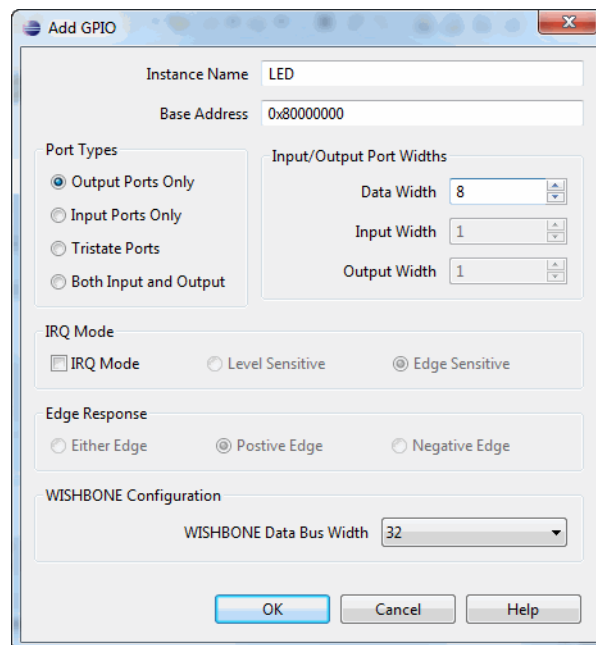 Add GPIO
Instance Name LED
Base Address 0x80000000
Port Types
Output Ports Only
Input Ports Only
Tristate Ports
Both Input and Output
Input/Output Port Widths
Data Width 8
Input Width 1
Output Width 1
IRQ Mode
IRQ Mode Level Sensitive Edge Sensitive
Edge Response
Either Edge Postive Edge Negative Edge
WISHBONE Configuration
WISHBONE Data Bus Width 32
OK Cancel Help